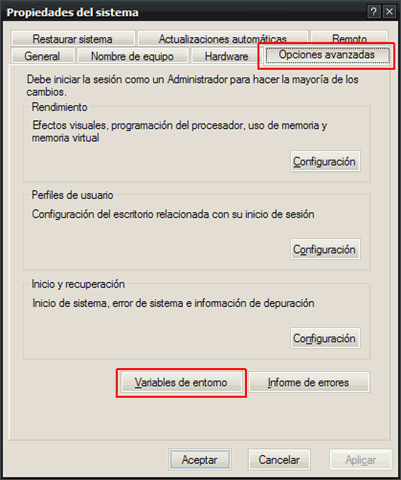 Propiedades del sistema
Restaurar sistema
Actualizaciones automáticas
Remoto
General
Nombre de equipo
Hardware
Opciones avanzadas
Debe iniciar la sesión como un Administrador para hacer la mayoría de los
cambios.
Rendimiento
Efectos visuales, programación del procesador, uso de memoria y
memoria virtual
Configuración
Perfiles de usuario
Configuración del escritorio relacionada con su inicio de sesión
Configuración
Inicio y recuperación
Inicio de sistema, error de sistema e información de depuración
Configuración
Variables de entorno
Informe de errores
Aceptar
Cancelar
Aplicar